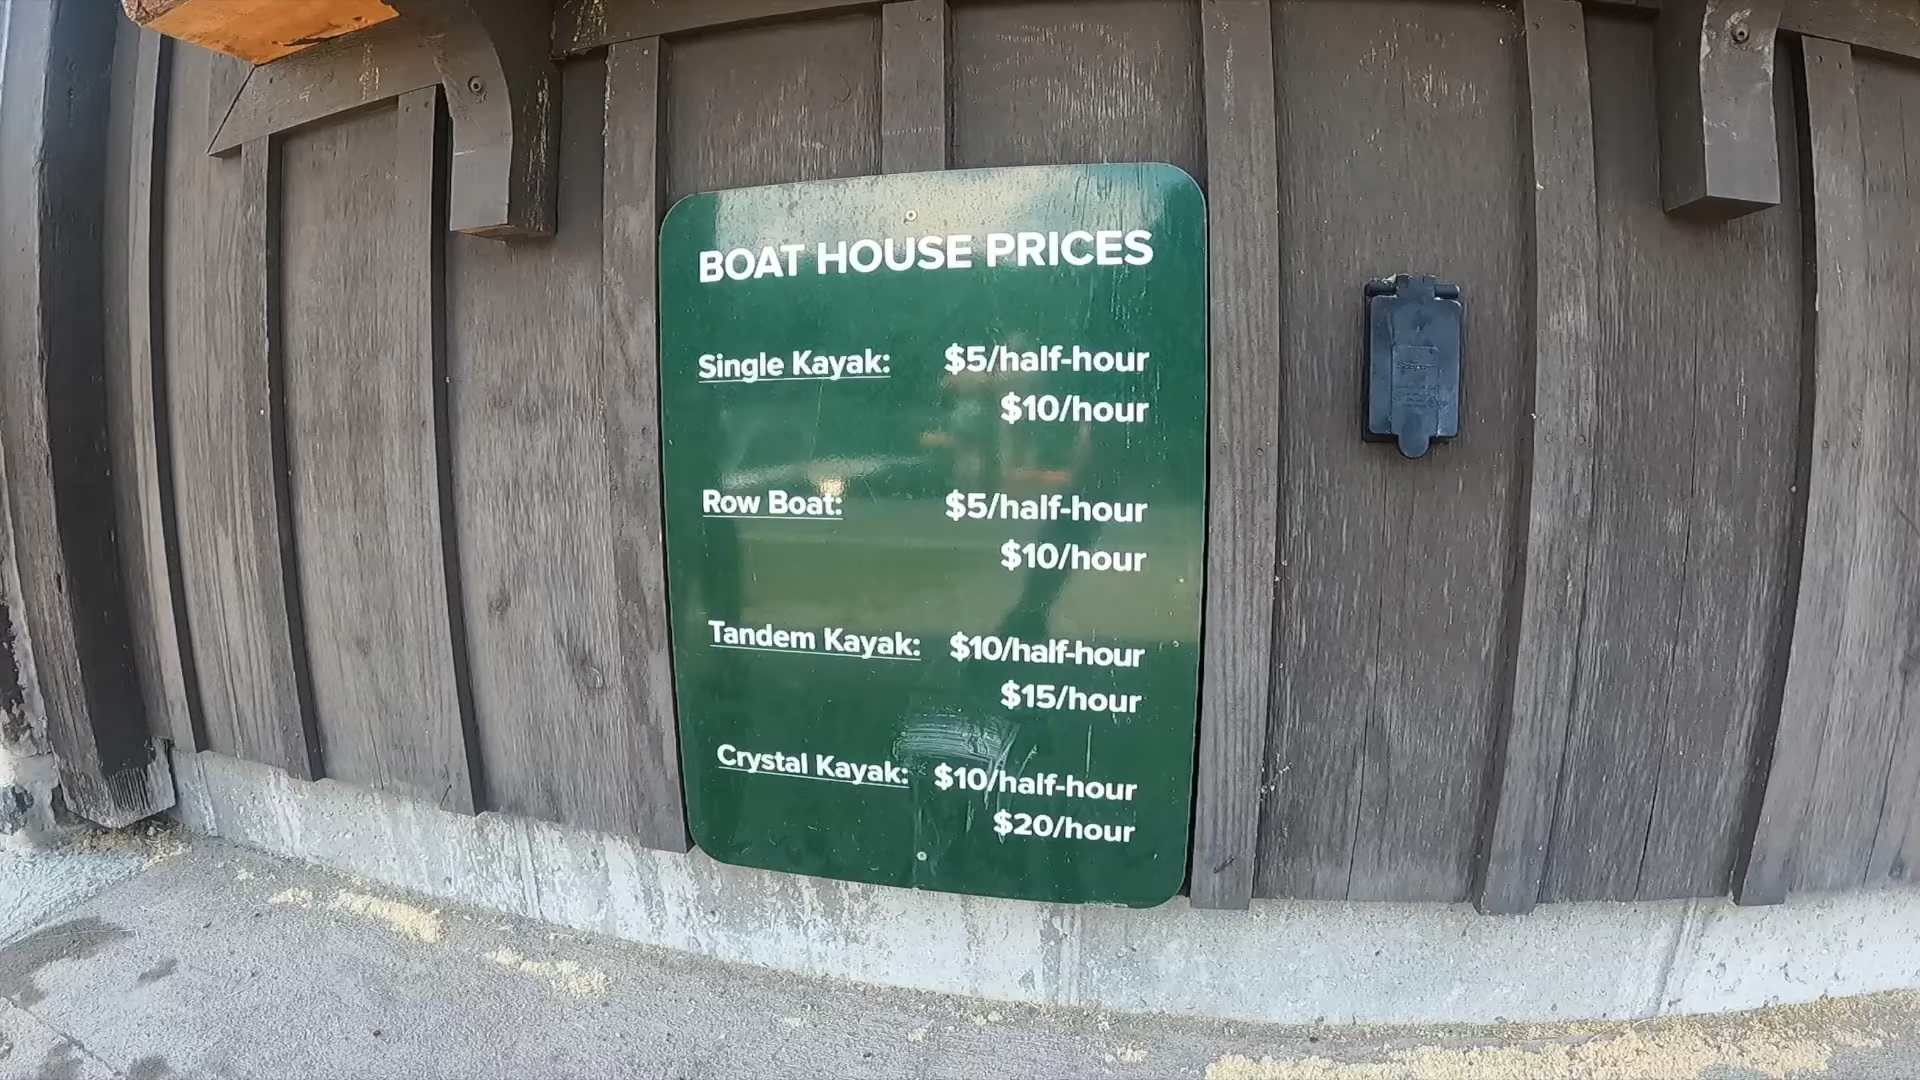 BOAT HOUSE PRICES
Single Kayak: $5/half-hour
$10/hour
Row Boat: $5/half-hour
$10/hour
Tandem Kayak: $10/half-hour
$15/hour
Crystal Kayak: $10/half-hour
$20/hour